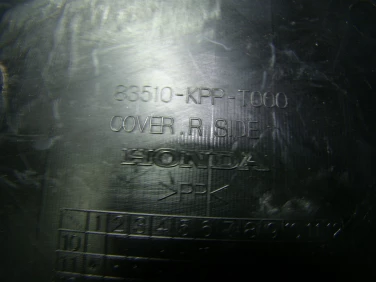 83510-KPP-T000
COVER, R SIDE
HONDA
>PP<
1 2 3 4 5 6 7 8 9 10 11 12
10